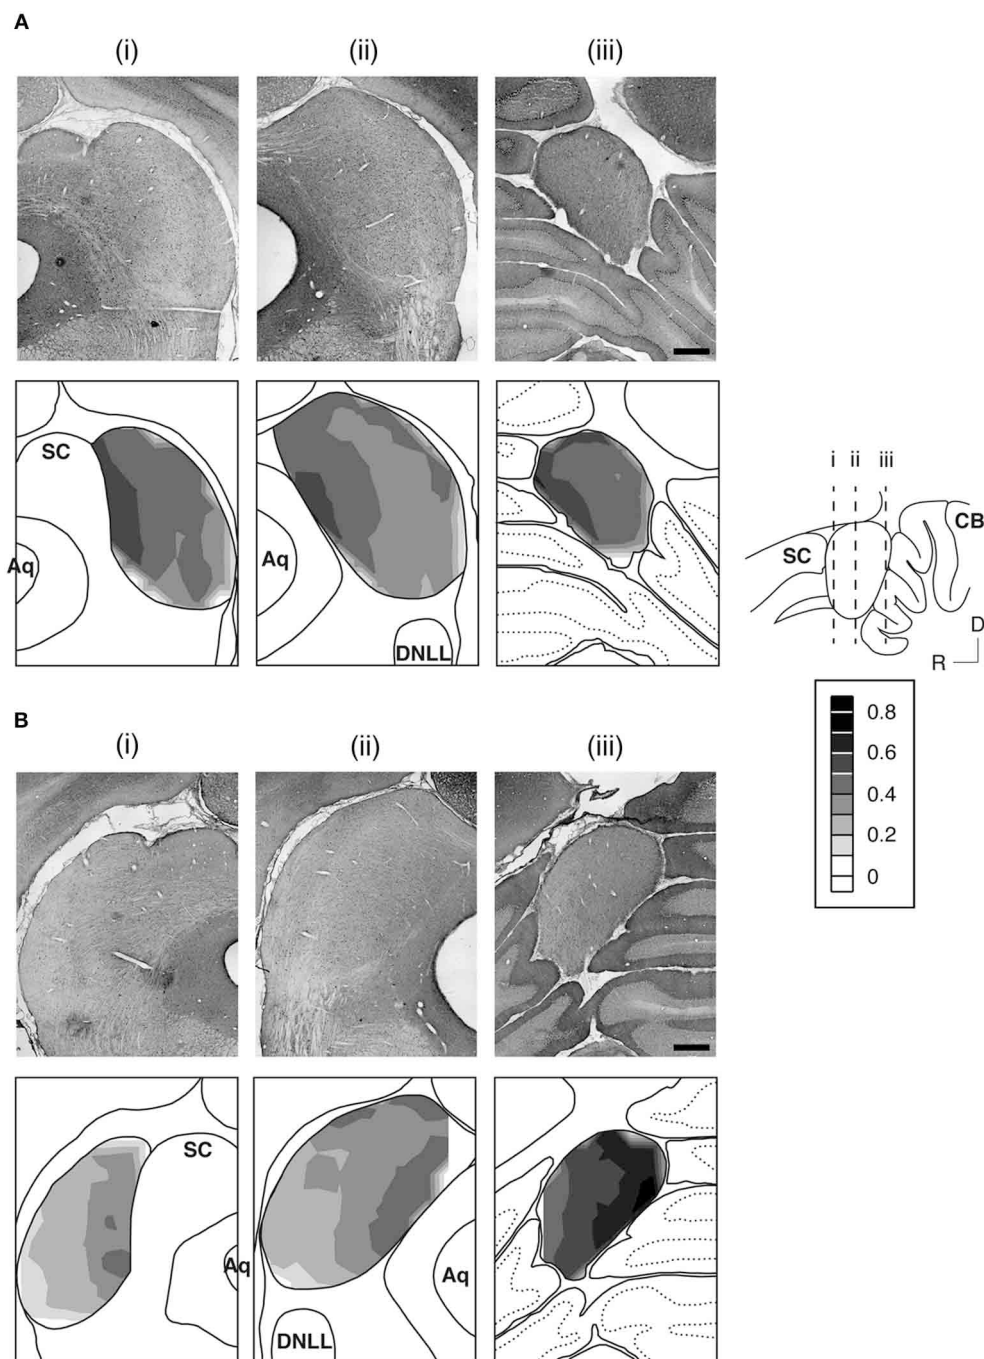 A
(i) (ii) (iii)
SC
Aq
Aq
DNLL
i ii iii
SC
CB
D
R
0.8
0.6
0.4
0.2
0
B
(i) (ii) (iii)
SC
Aq
Aq
DNLL